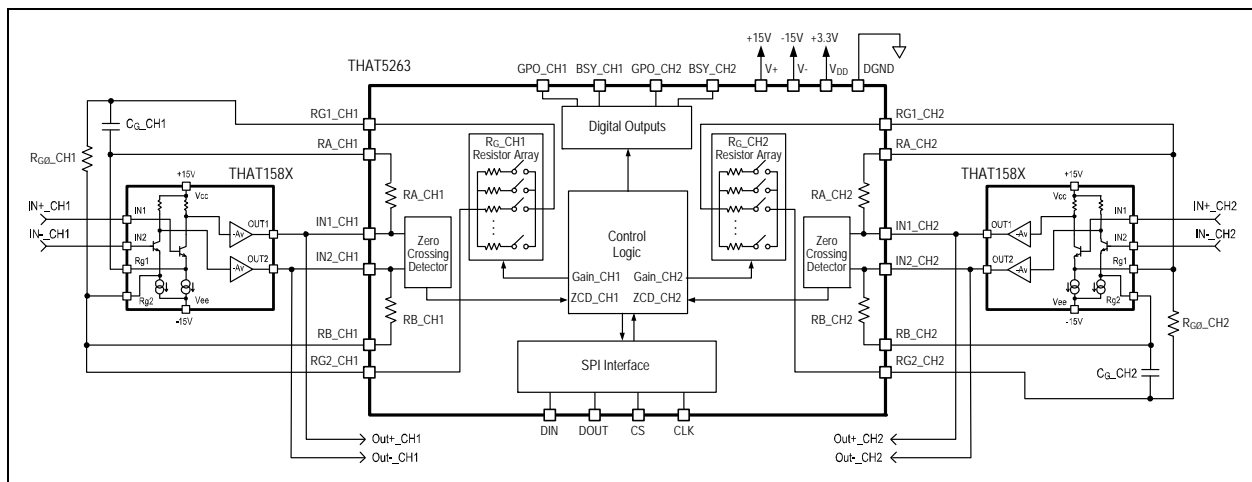 +15V -15V +3.3V
THAT5263
GPO_CH1 BSY_CH1 GPO_CH2 BSY_CH2 V+ V- VDD DGND
RG1_CH1
Digital Outputs
RG1_CH2
CG_CH1
RG_CH1
Resistor Array
RG_CH2
Resistor Array
RA_CH1
RA_CH2
RGØ_CH1
THAT158X
THAT158X
+15V
Vcc
RA_CH1
RA_CH2
+15V
Vcc
IN+_CH1
IN1
OUT1
-Av
IN1_CH1
IN1_CH2
OUT1
-Av
IN1
IN+_CH2
IN-_CH1
IN2
OUT2
-Av
IN2_CH1
Zero
Crossing
Detector
Control
Logic
Zero
Crossing
Detector
IN2_CH2
OUT2
-Av
IN2
IN-_CH2
Rg1
Rg1
Gain_CH1
Gain_CH2
Rg2
Vee
-15V
ZCD_CH1
ZCD_CH2
Vee
Rg2
-15V
RB_CH1
RB_CH2
RGØ_CH2
RB_CH1
RB_CH2
RG2_CH1
SPI Interface
RG2_CH2
CG_CH2
DIN DOUT CS CLK
Out+_CH1
Out+_CH2
Out-_CH1
Out-_CH2